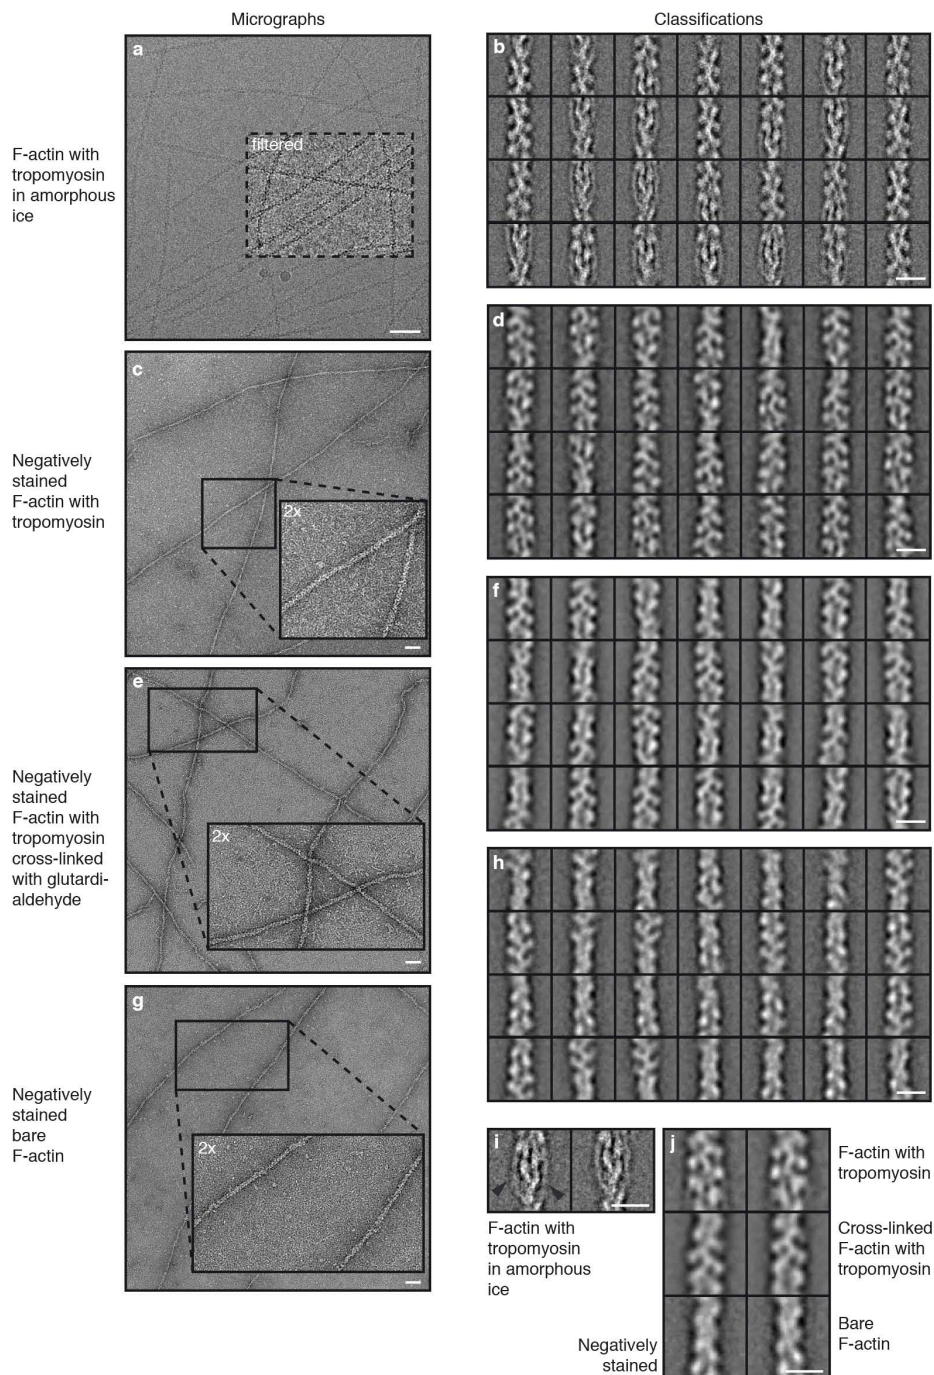 Micrographs
Classifications
F-actin with
tropomyosin
in amorphous
ice
a
filtered
b
Negatively
stained
F-actin with
tropomyosin
c
2x
d
Negatively
stained
F-actin with
tropomyosin
cross-linked
with glutardi-
aldehyde
e
2x
f
Negatively
stained
bare
F-actin
g
2x
h
i
F-actin with
tropomyosin
in amorphous
ice
j
F-actin with
tropomyosin
Cross-linked
F-actin with
tropomyosin
Bare
F-actin
Negatively
stained